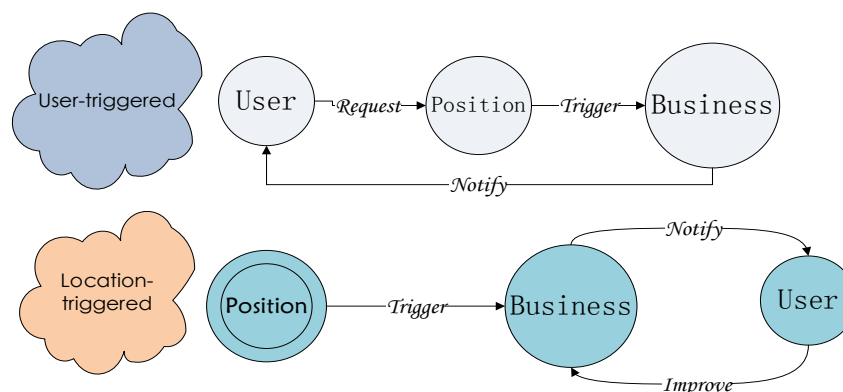 User-triggered
User
Request
Position
Trigger
Business
Notify
Location-
triggered
Position
Trigger
Business
Notify
User
Improve